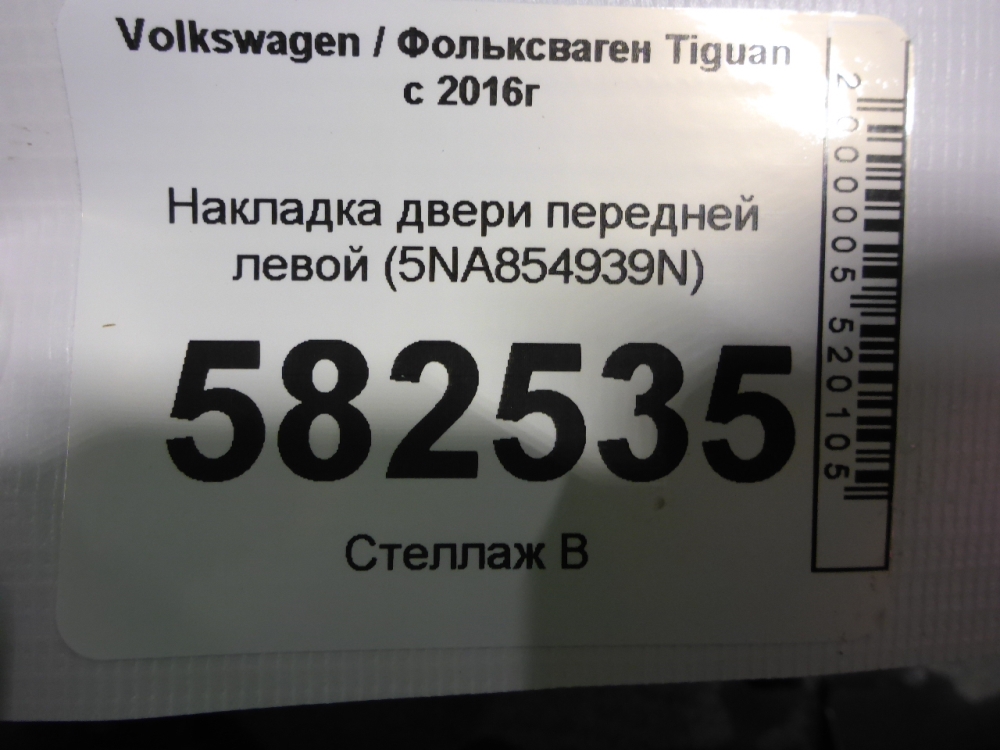 Volkswagen / Фольксваген Tiguan
с 2016г
Накладка двери передней
левой (5NA854939N)
582535
Стеллаж В
2000005520105